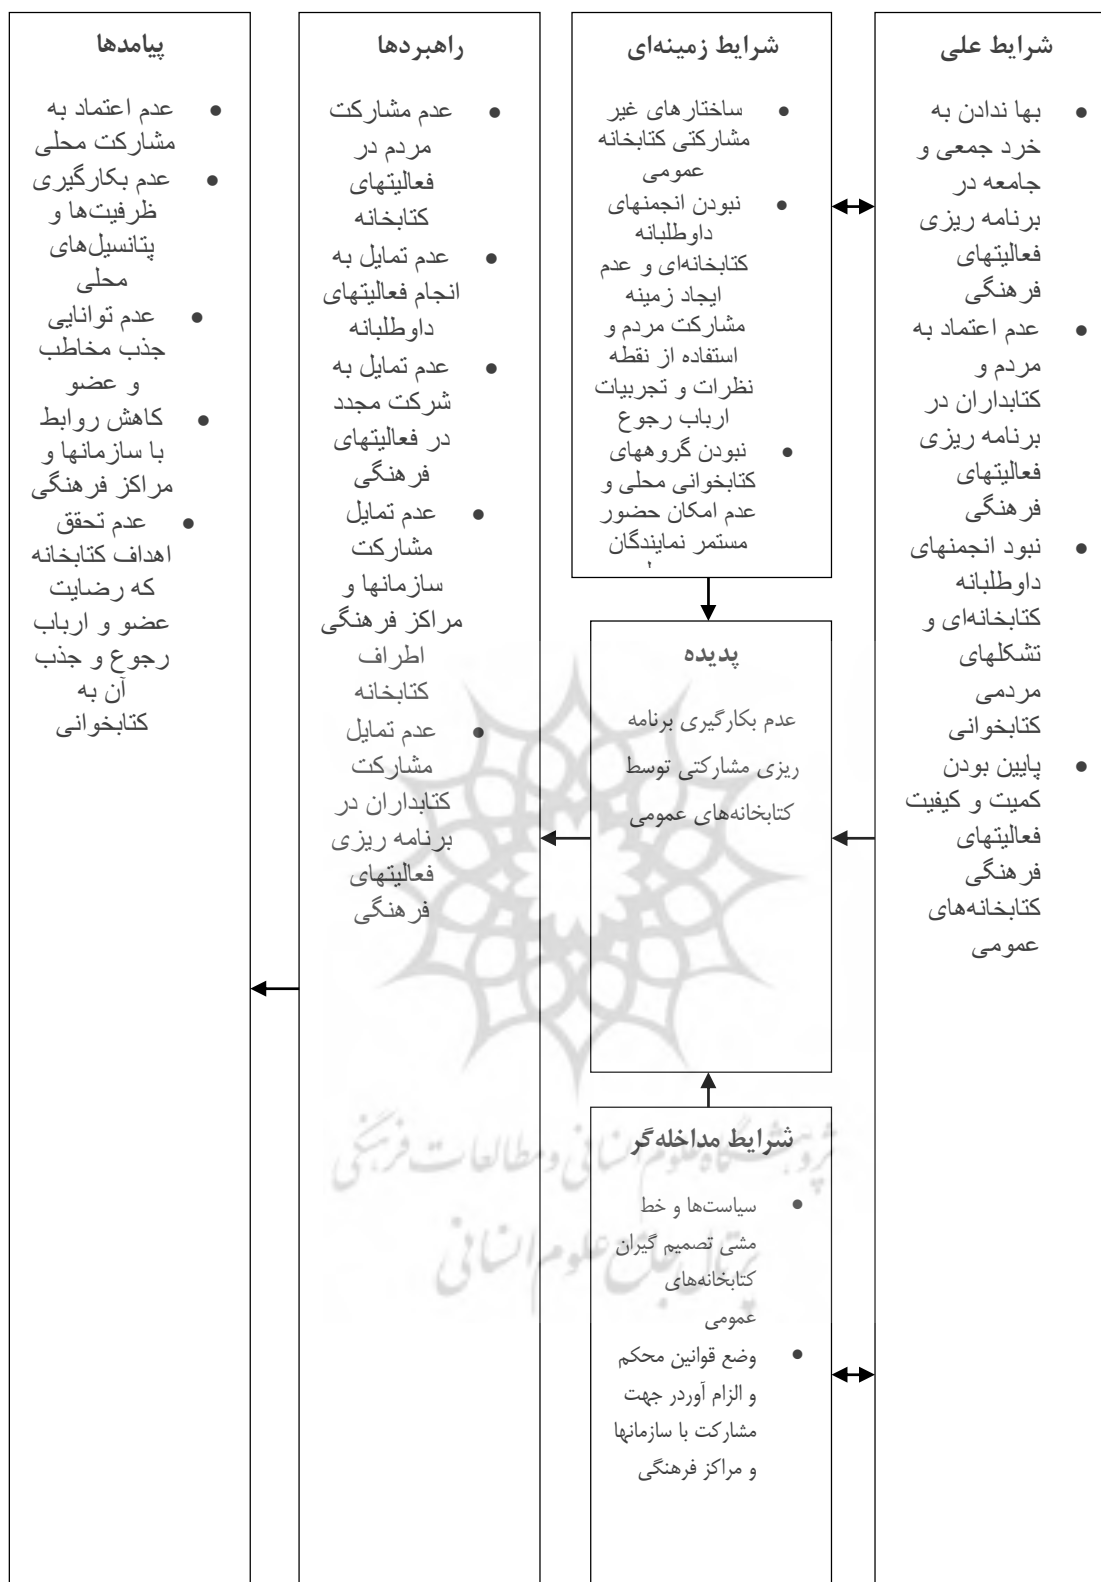 شرایط علی
● بها ندادن به
خرد جمعی و
جامعه در
برنامه ریزی
فعالیتهای
فرهنگی
● عدم اعتماد به
مردم و
کتابداران در
برنامه ریزی
فعالیتهای
فرهنگی
● نبود انجمنهای
داوطلبانه
کتابخانه‌ای و
تشکلهای
مردمی
کتابخوانی
● پایین بودن
کمیت و کیفیت
فعالیتهای
فرهنگی
کتابخانه‌های
عمومی
شرایط زمینه‌ای
● ساختارهای غیر
مشارکتی کتابخانه
عمومی
● نبودن انجمنهای
داوطلبانه
کتابخانه‌ای و عدم
ایجاد زمینه
مشارکت مردم و
استفاده از نقطه
نظرات و تجربیات
ارباب رجوع
● نبودن گروههای
کتابخوانی محلی و
عدم امکان حضور
مستمر نمایندگان
پدیده
عدم بکارگیری برنامه
ریزی مشارکتی توسط
کتابخانه‌های عمومی
شرایط مداخله‌گر
● سیاست‌ها و خط
مشی تصمیم گیران
کتابخانه‌های
عمومی
● وضع قوانین محکم
و الزام آوردر جهت
مشارکت با سازمانها
و مراکز فرهنگی
راهبردها
● عدم مشارکت
مردم در
فعالیتهای
کتابخانه
● عدم تمایل به
انجام فعالیتهای
داوطلبانه
● عدم تمایل به
شرکت مجدد
در فعالیتهای
فرهنگی
● عدم تمایل
مشارکت
سازمانها و
مراکز فرهنگی
اطراف
کتابخانه
● عدم تمایل
مشارکت
کتابداران در
برنامه ریزی
فعالیتهای
فرهنگی
پیامدها
● عدم اعتماد به
مشارکت محلی
● عدم بکارگیری
ظرفیت‌ها و
پتانسیل‌های
محلی
● عدم توانایی
جذب مخاطب
و عضو
● کاهش روابط
با سازمانها و
مراکز فرهنگی
● عدم تحقق
اهداف کتابخانه
که رضایت
عضو و ارباب
رجوع و جذب
آن به
کتابخوانی
پژوهشگاه علوم انسانی و مطالعات فرهنگی
پرتال جامع علوم انسانی